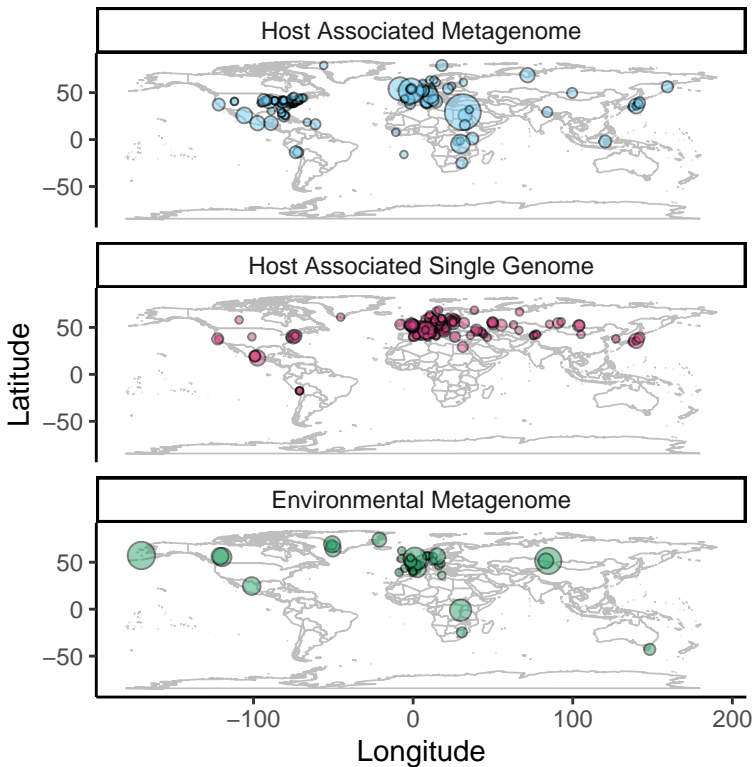 Host Associated Metagenome
50
0
−50
Host Associated Single Genome
50
0
−50
Latitude
Environmental Metagenome
50
0
−50
−100 0 100 200
Longitude